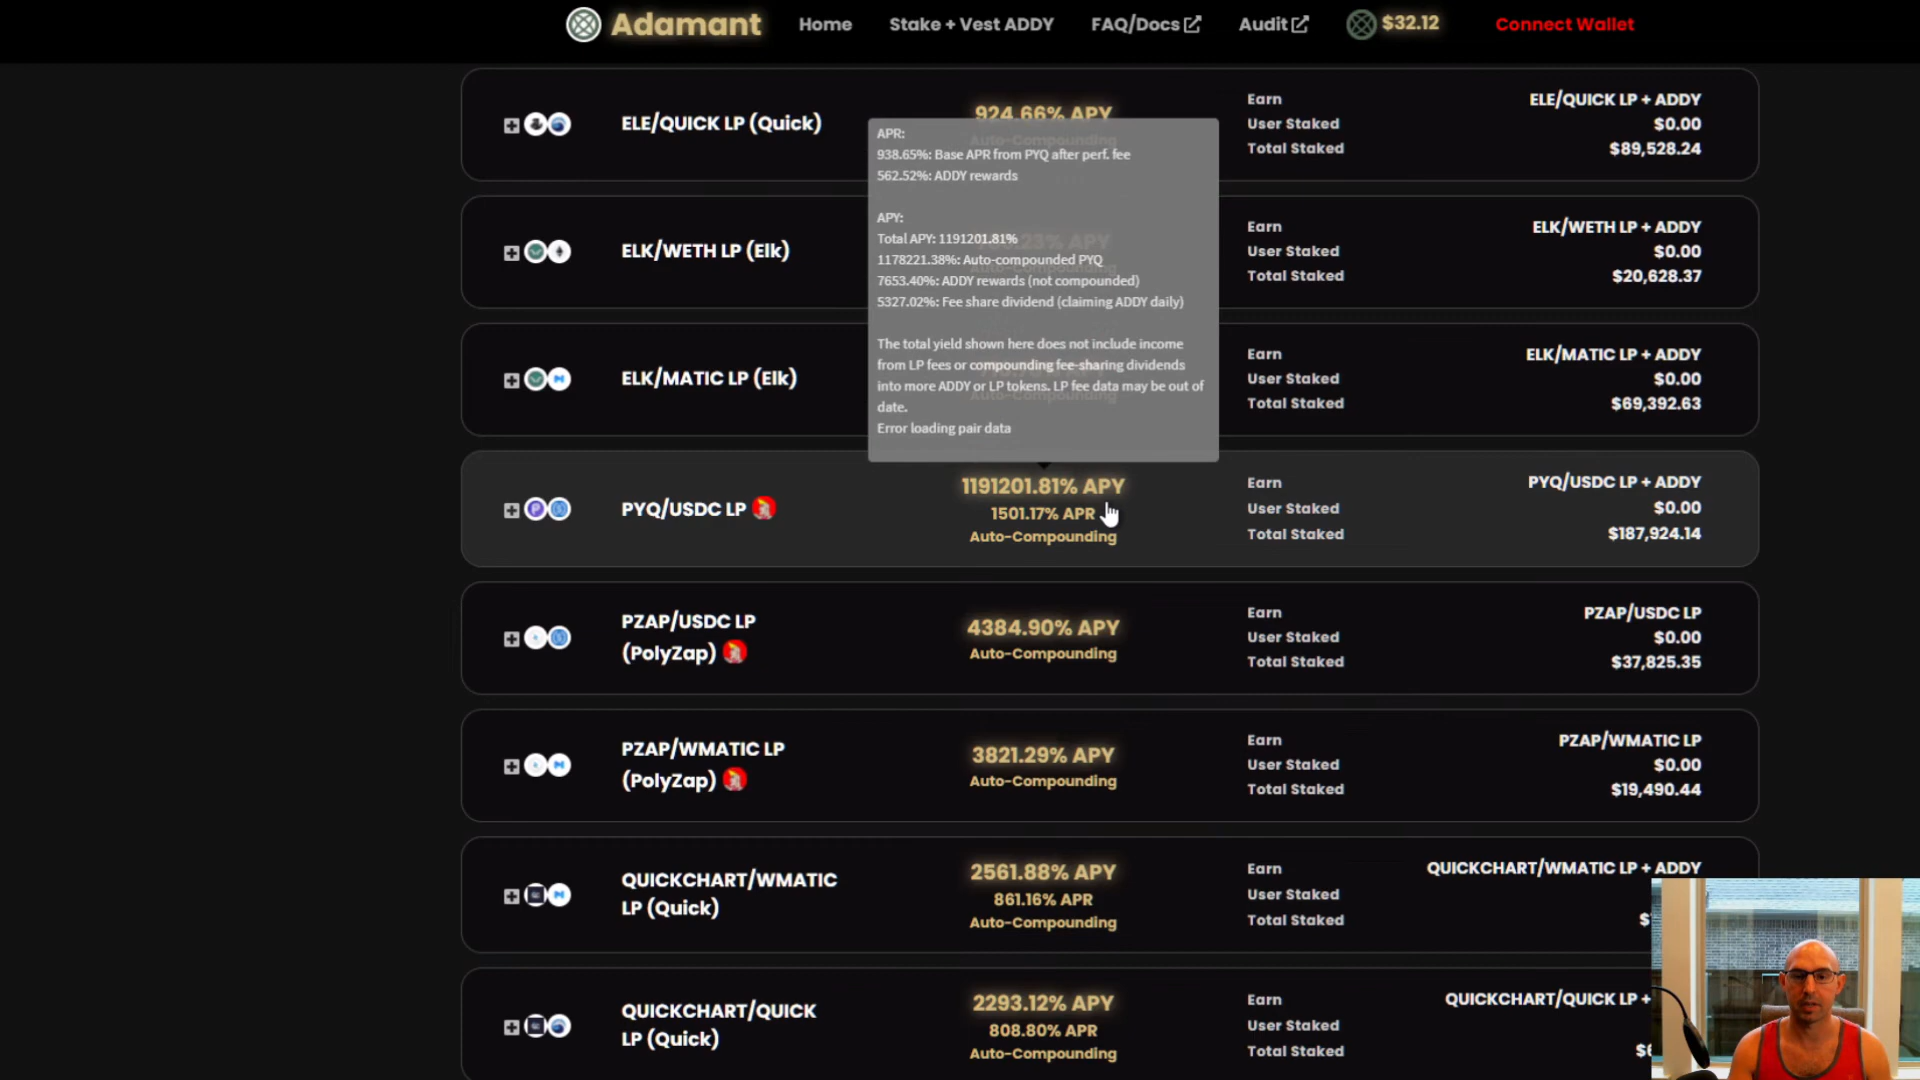 Adamant
Home
Stake + Vest ADDY
FAQ/Docs
Audit
$32.12
Connect Wallet
ELE/QUICK LP (Quick)
924.66% APY
Earn
ELE/QUICK LP + ADDY
User Staked
$0.00
Total Staked
$89,528.24
APR:
938.65%: Base APR from PYQ after perf. fee
562.52%: ADDY rewards
APY:
Total APY: 1191201.81%
1178221.38%: Auto-compounded PYQ
7653.40%: ADDY rewards (not compounded)
5327.02%: Fee share dividend (claiming ADDY daily)
The total yield shown here does not include income
from LP fees or compounding fee-sharing dividends
into more ADDY or LP tokens. LP fee data may be out of
date.
Error loading pair data
ELK/WETH LP (Elk)
Earn
ELK/WETH LP + ADDY
User Staked
$0.00
Total Staked
$20,628.37
ELK/MATIC LP (Elk)
Earn
ELK/MATIC LP + ADDY
User Staked
$0.00
Total Staked
$69,392.63
PYQ/USDC LP
1191201.81% APY
1501.17% APR
Auto-Compounding
Earn
PYQ/USDC LP + ADDY
User Staked
$0.00
Total Staked
$187,924.14
PZAP/USDC LP
(PolyZap)
4384.90% APY
Auto-Compounding
Earn
PZAP/USDC LP
User Staked
$0.00
Total Staked
$37,825.35
PZAP/WMATIC LP
(PolyZap)
3821.29% APY
Auto-Compounding
Earn
PZAP/WMATIC LP
User Staked
$0.00
Total Staked
$19,490.44
QUICKCHART/WMATIC
LP (Quick)
2561.88% APY
861.16% APR
Auto-Compounding
Earn
QUICKCHART/WMATIC LP + ADDY
User Staked
Total Staked
QUICKCHART/QUICK
LP (Quick)
2293.12% APY
808.80% APR
Auto-Compounding
Earn
QUICKCHART/QUICK LP +
User Staked
Total Staked